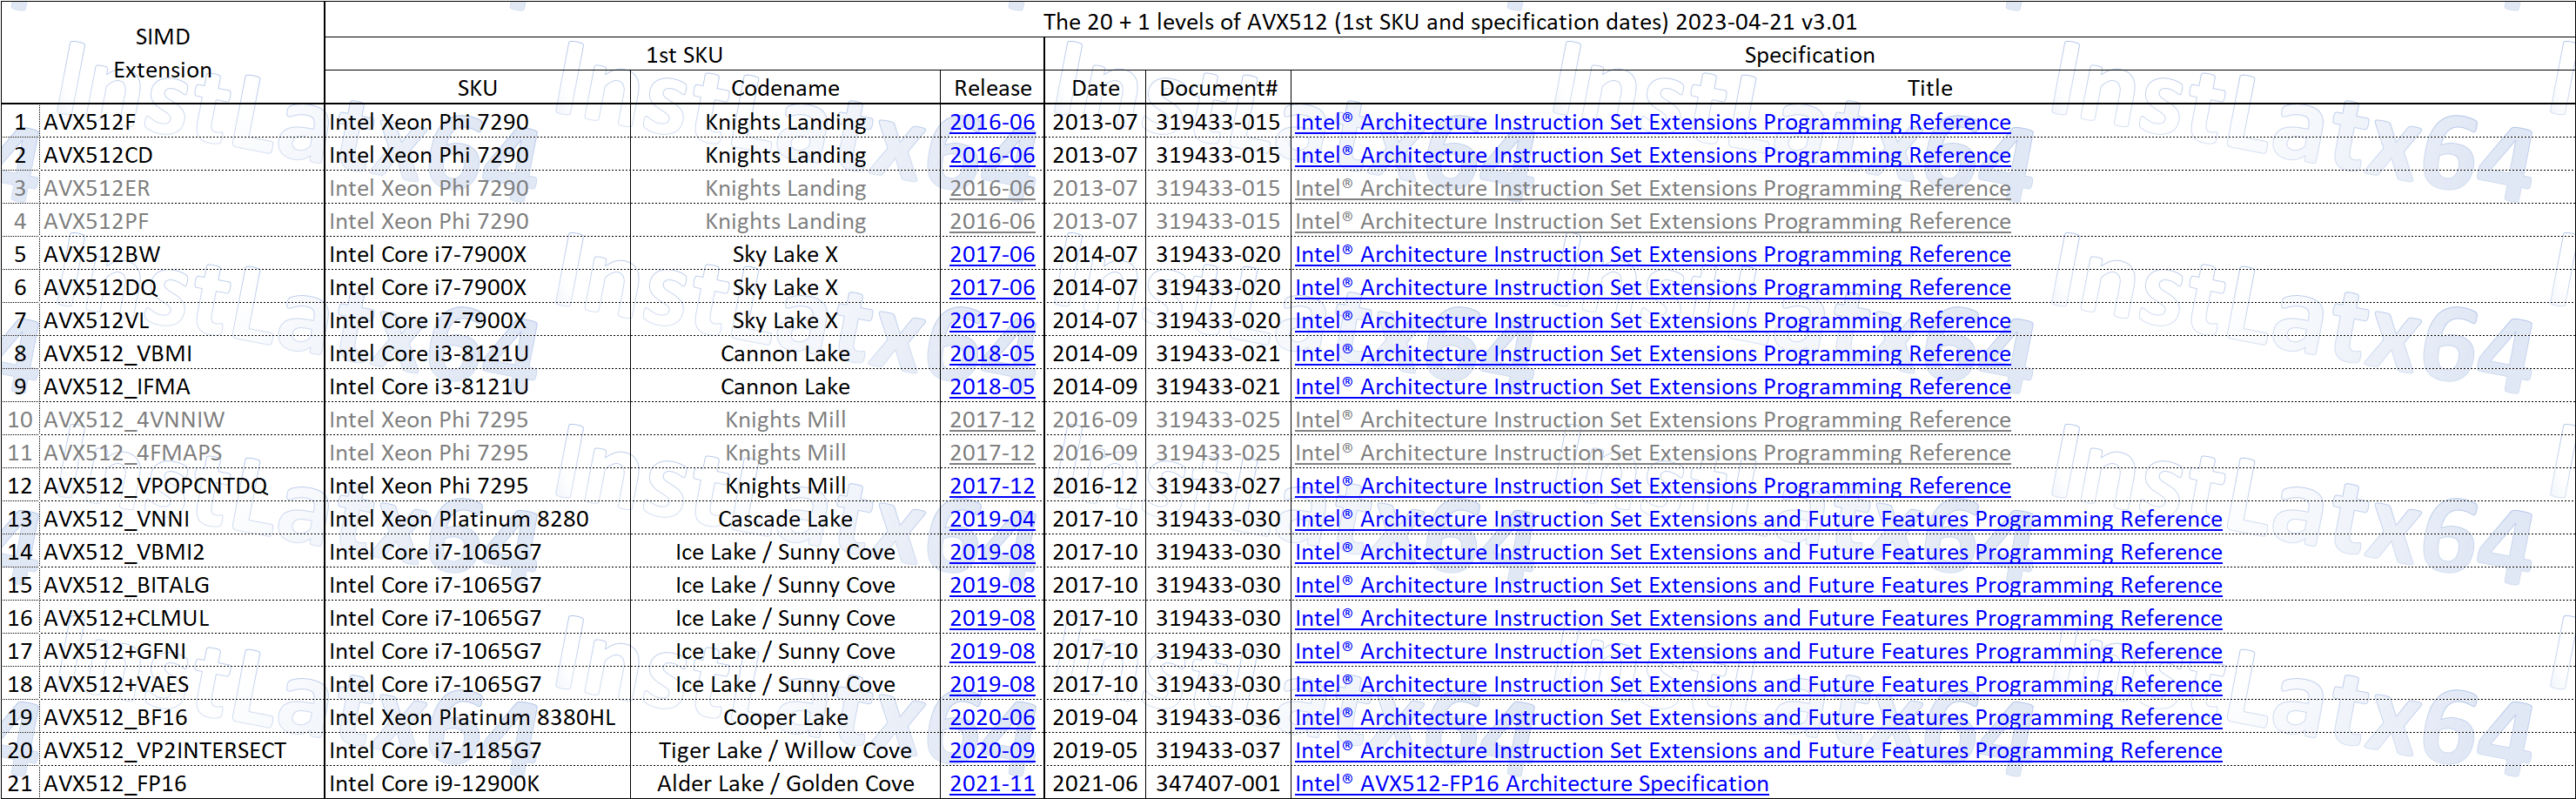 The 20 + 1 levels of AVX512 (1st SKU and specification dates) 2023-04-21 v3.01
SIMD Extension
1st SKU Specification
SKU Codename Release Date Document# Title
1 AVX512F Intel Xeon Phi 7290 Knights Landing 2016-06 2013-07 319433-015 Intel® Architecture Instruction Set Extensions Programming Reference
2 AVX512CD Intel Xeon Phi 7290 Knights Landing 2016-06 2013-07 319433-015 Intel® Architecture Instruction Set Extensions Programming Reference
3 AVX512ER Intel Xeon Phi 7290 Knights Landing 2016-06 2013-07 319433-015 Intel® Architecture Instruction Set Extensions Programming Reference
4 AVX512PF Intel Xeon Phi 7290 Knights Landing 2016-06 2013-07 319433-015 Intel® Architecture Instruction Set Extensions Programming Reference
5 AVX512BW Intel Core i7-7900X Sky Lake X 2017-06 2014-07 319433-020 Intel® Architecture Instruction Set Extensions Programming Reference
6 AVX512DQ Intel Core i7-7900X Sky Lake X 2017-06 2014-07 319433-020 Intel® Architecture Instruction Set Extensions Programming Reference
7 AVX512VL Intel Core i7-7900X Sky Lake X 2017-06 2014-07 319433-020 Intel® Architecture Instruction Set Extensions Programming Reference
8 AVX512_VBMI Intel Core i3-8121U Cannon Lake 2018-05 2014-09 319433-021 Intel® Architecture Instruction Set Extensions Programming Reference
9 AVX512_IFMA Intel Core i3-8121U Cannon Lake 2018-05 2014-09 319433-021 Intel® Architecture Instruction Set Extensions Programming Reference
10 AVX512_4VNNIW Intel Xeon Phi 7295 Knights Mill 2017-12 2016-09 319433-025 Intel® Architecture Instruction Set Extensions Programming Reference
11 AVX512_4FMAPS Intel Xeon Phi 7295 Knights Mill 2017-12 2016-09 319433-025 Intel® Architecture Instruction Set Extensions Programming Reference
12 AVX512_VPOPCNTDQ Intel Xeon Phi 7295 Knights Mill 2017-12 2016-12 319433-027 Intel® Architecture Instruction Set Extensions Programming Reference
13 AVX512_VNNI Intel Xeon Platinum 8280 Cascade Lake 2019-04 2017-10 319433-030 Intel® Architecture Instruction Set Extensions and Future Features Programming Reference
14 AVX512_VBMI2 Intel Core i7-1065G7 Ice Lake / Sunny Cove 2019-08 2017-10 319433-030 Intel® Architecture Instruction Set Extensions and Future Features Programming Reference
15 AVX512_BITALG Intel Core i7-1065G7 Ice Lake / Sunny Cove 2019-08 2017-10 319433-030 Intel® Architecture Instruction Set Extensions and Future Features Programming Reference
16 AVX512+CLMUL Intel Core i7-1065G7 Ice Lake / Sunny Cove 2019-08 2017-10 319433-030 Intel® Architecture Instruction Set Extensions and Future Features Programming Reference
17 AVX512+GFNI Intel Core i7-1065G7 Ice Lake / Sunny Cove 2019-08 2017-10 319433-030 Intel® Architecture Instruction Set Extensions and Future Features Programming Reference
18 AVX512+VAES Intel Core i7-1065G7 Ice Lake / Sunny Cove 2019-08 2017-10 319433-030 Intel® Architecture Instruction Set Extensions and Future Features Programming Reference
19 AVX512_BF16 Intel Xeon Platinum 8380HL Cooper Lake 2020-06 2019-04 319433-036 Intel® Architecture Instruction Set Extensions and Future Features Programming Reference
20 AVX512_VP2INTERSECT Intel Core i7-1185G7 Tiger Lake / Willow Cove 2020-09 2019-05 319433-037 Intel® Architecture Instruction Set Extensions and Future Features Programming Reference
21 AVX512_FP16 Intel Core i9-12900K Alder Lake / Golden Cove 2021-11 2021-06 347407-001 Intel® AVX512-FP16 Architecture Specification
InstLatx64